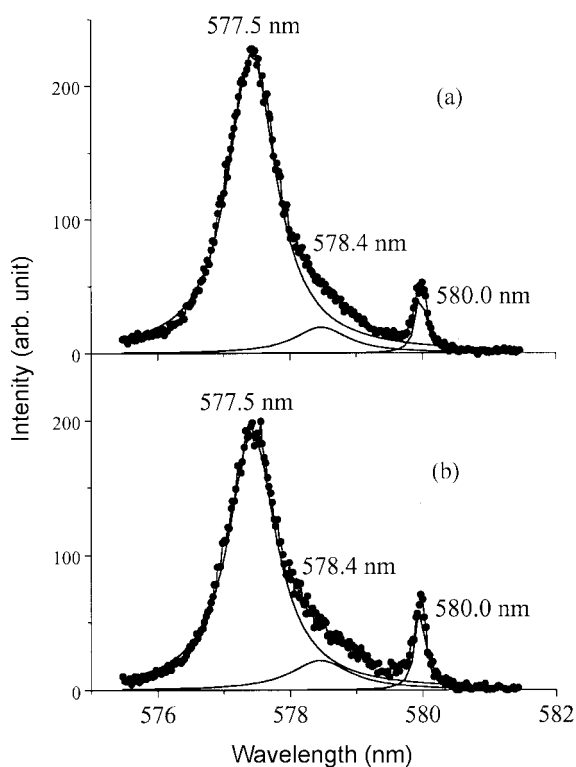 577.5 nm
(a)
200
578.4 nm
100
580.0 nm
0
577.5 nm
200
(b)
578.4 nm
100
580.0 nm
0
576
578
580
582
Wavelength (nm)
Intenity (arb. unit)